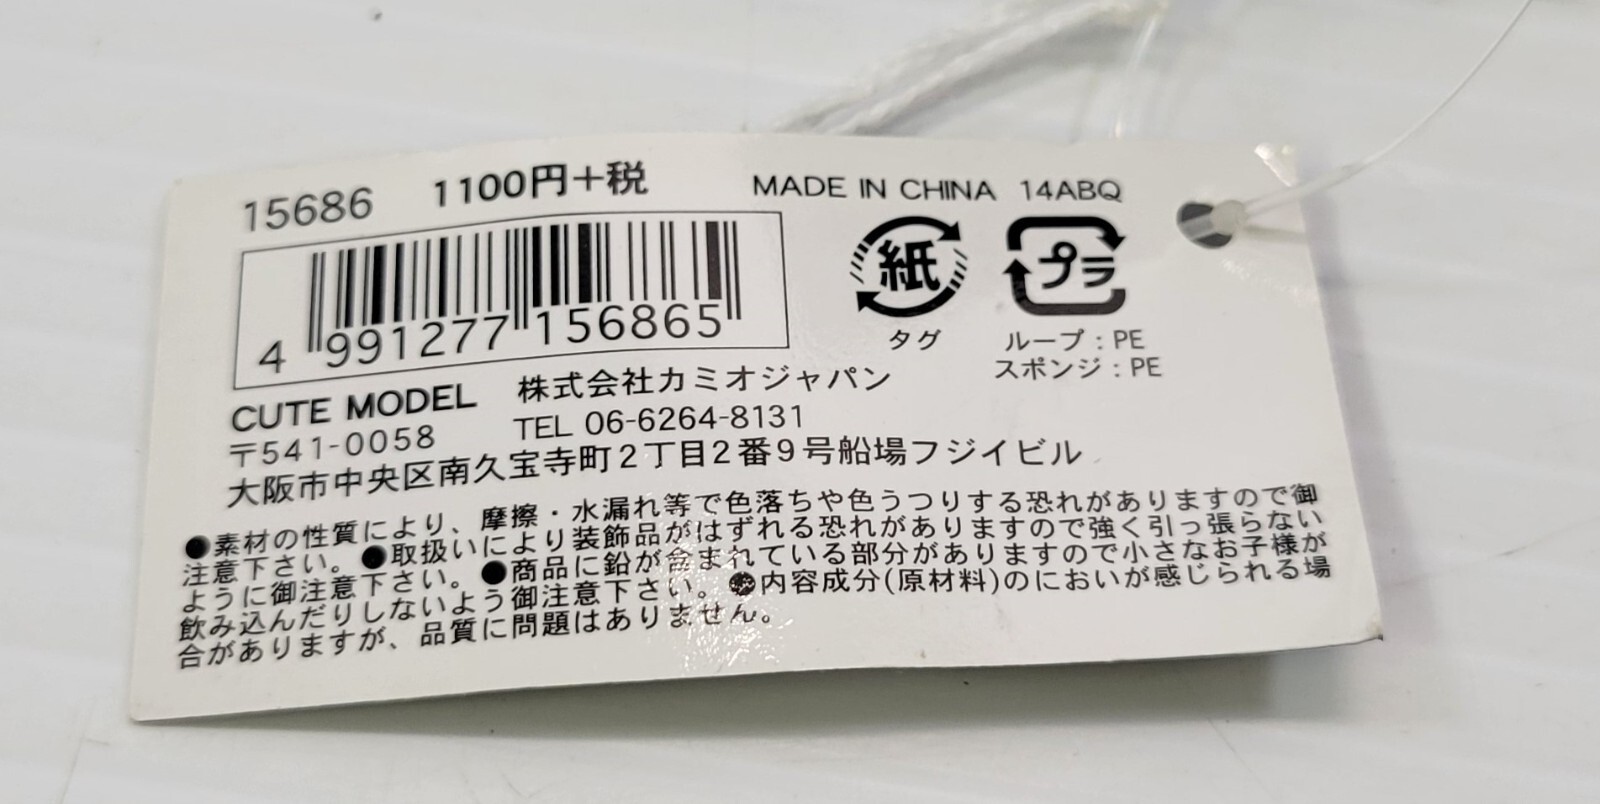 15686 1100円+税 MADE IN CHINA 14ABQ
紙 プラ
4 991277 156865
タグ ループ:PE
スポンジ:PE
CUTE MODEL 株式会社カミオジャパン
〒541-0058 TEL 06-6264-8131
大阪市中央区南久宝寺町2丁目2番9号船場フジイビル
●素材の性質により、摩擦・水漏れ等で色落ちや色うつりする恐れがありますので御
注意下さい。●取扱いにより装飾品がはずれる恐れがありますので強く引っ張らない
ように御注意下さい。●商品に鉛が含まれている部分がありますので小さなお子様が
飲み込んだりしないよう御注意下さい。●内容成分(原材料)のにおいが感じられる場
合がありますが、品質に問題はありません。